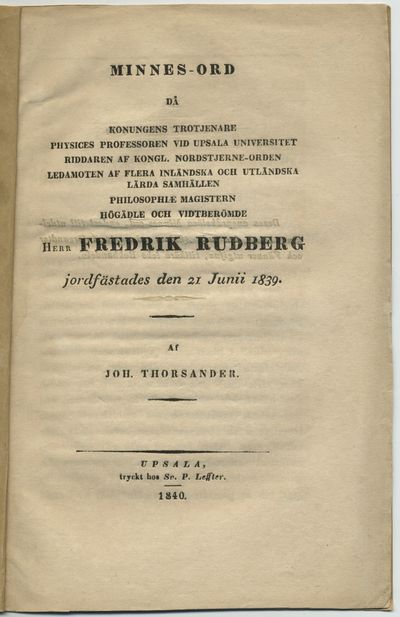 MINNES-ORD
DÅ
KONUNGENS TROTJENARE
PHYSICES PROFESSOREN VID UPSALA UNIVERSITET
RIDDAREN AF KONGL. NORDSTJERNE-ORDEN
LEDAMOTEN AF FLERA INLÄNDSKA OCH UTLÄNDSKA
LÄRDA SAMHÄLLEN
PHILOSOPHIÆ MAGISTERN
HÖGÄDLE OCH VIDTBERÖMDE
HERR FREDRIK RUDBERG
jordfästades den 21 Junii 1839.
Af
JOH. THORSANDER.
UPSALA,
tryckt hos Sv. P. Leffler.
1840.